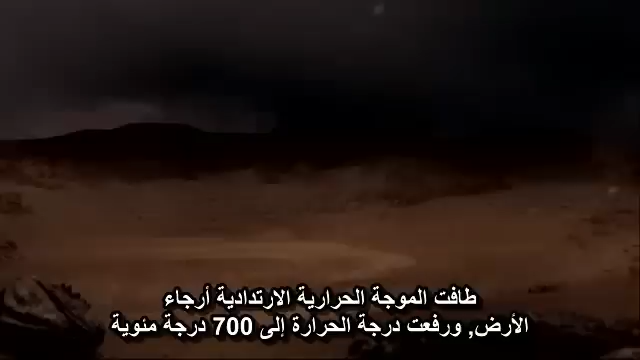 طافت الموجة الحرارية الارتدادية أرجاء
الأرض, ورفعت درجة الحرارة إلى 700 درجة مئوية